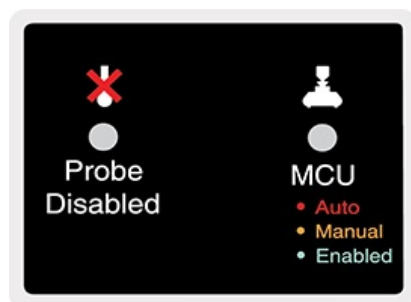 Probe
Disabled
MCU
• Auto
• Manual
• Enabled